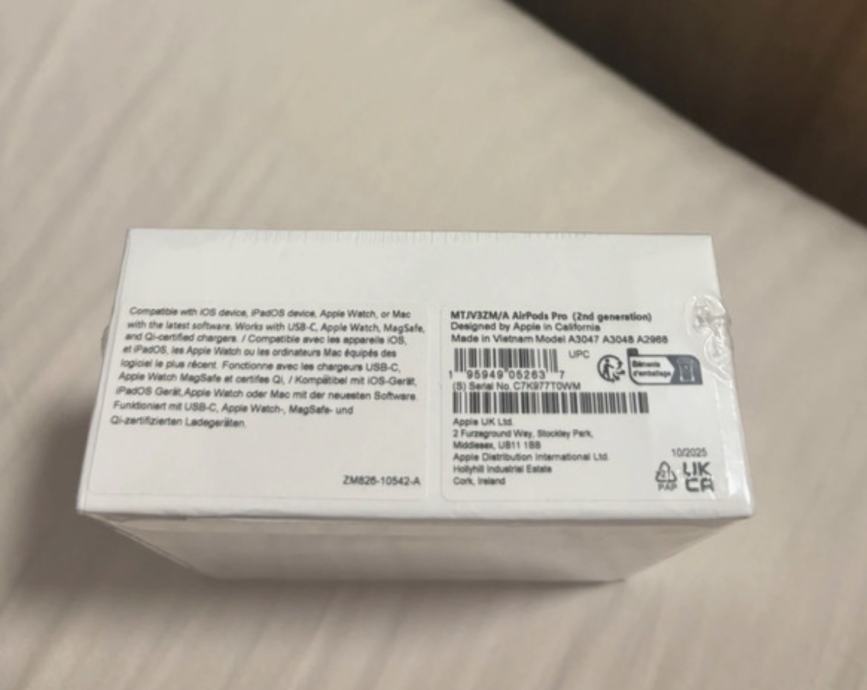 Compatible with iOS device, iPadOS device, Apple Watch, or Mac
with the latest software. Works with USB-C, Apple Watch, MagSafe,
and Qi-certified chargers. / Compatible avec les appareils iOS,
et iPadOS, les Apple Watch ou les ordinateurs Mac équipés des
logiciel le plus récent. Fonctionne avec les chargeurs USB-C,
Apple Watch MagSafe et certifés Qi, / Kompatibel mit iOS-Gerät,
iPadOS Gerät, Apple Watch oder Mac mit der neuesten Software.
Funktioniert mit USB-C, Apple Watch-, MagSafe- und
Qi-zertifizierten Ladegeräten.
ZM826-10542-A
MTJV3ZM/A AirPods Pro (2nd generation)
Designed by Apple in California
Made in Vietnam Model A3047 A3048 A2968
UPC
1 95949 05263 7
Éléments
d'emballage
(S) Serial No. C7K977T0WM
Apple UK Ltd.
2 Furzeground Way, Stockley Park,
Middlesex, UB11 1BB
Apple Distribution International Ltd.
Hollyhill Industrial Estate
Cork, Ireland
10/2025
21
PAP
UK
CA